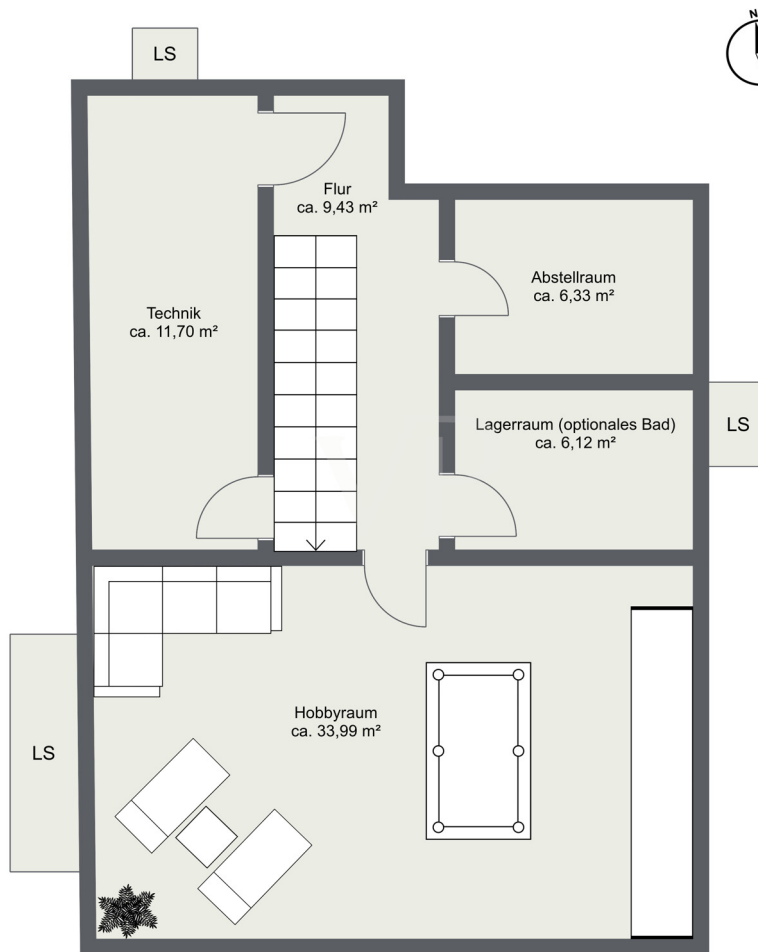 LS
N
Flur
ca. 9,43 m²
Abstellraum
ca. 6,33 m²
Technik
ca. 11,70 m²
Lagerraum (optionales Bad)
ca. 6,12 m²
LS
Hobbyraum
ca. 33,99 m²
LS